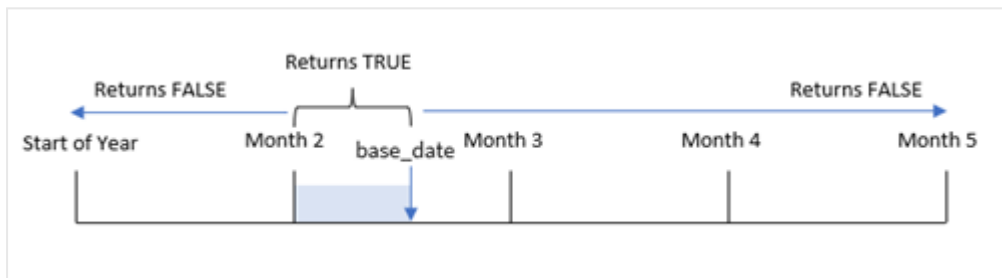 Returns TRUE
Returns FALSE
Returns FALSE
Start of Year
Month 2
base_date
Month 3
Month 4
Month 5